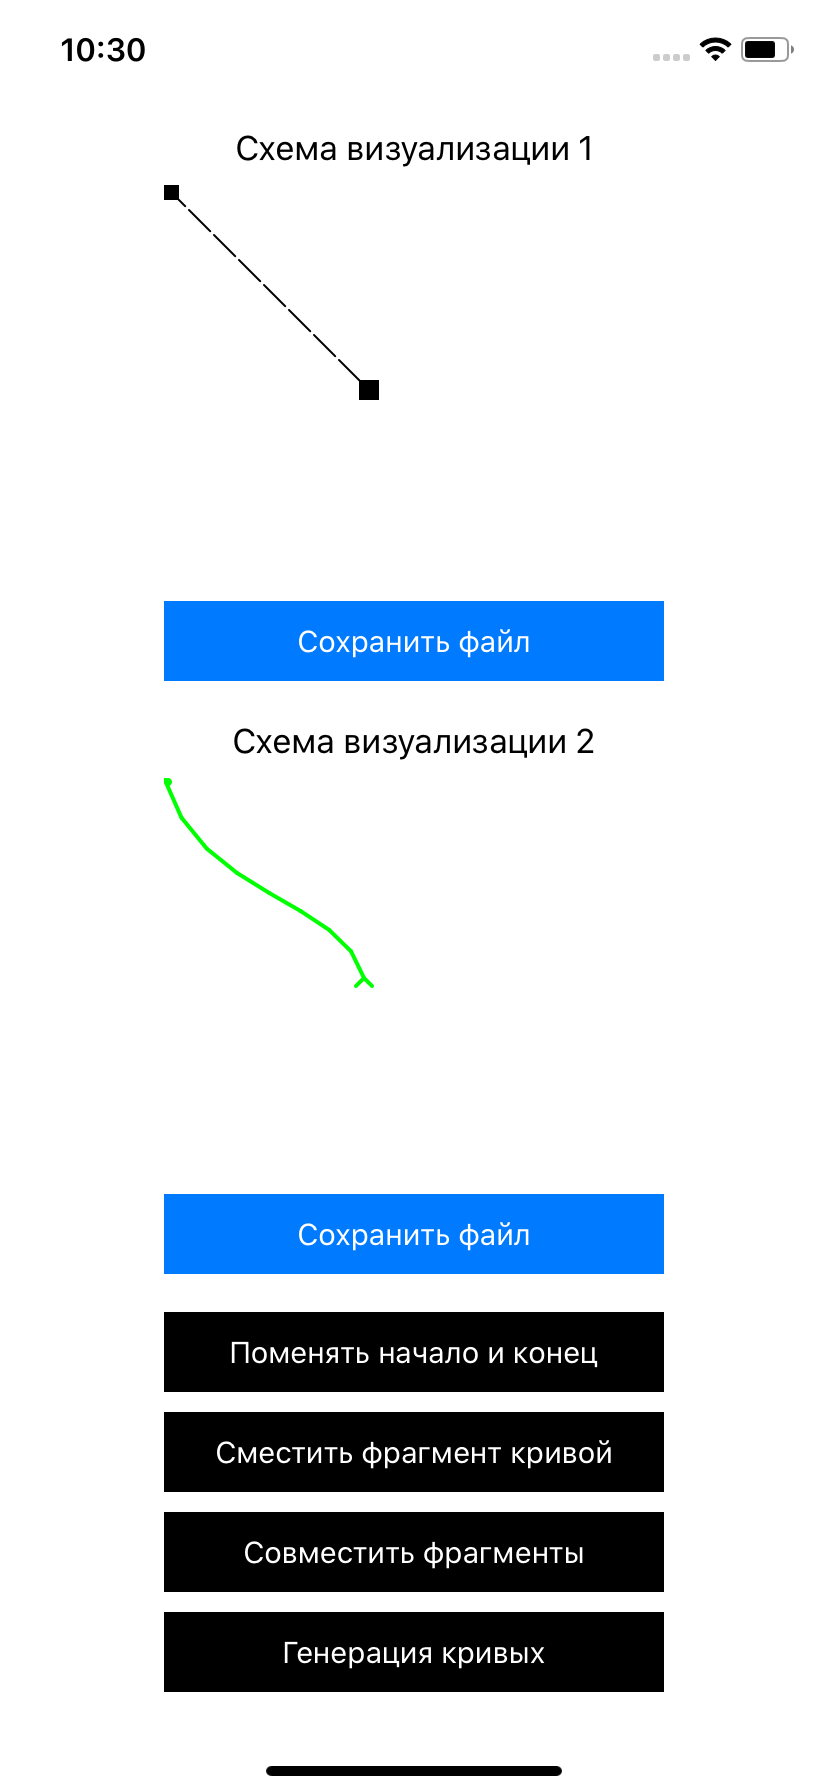 10:30
Схема визуализации 1
Сохранить файл
Схема визуализации 2
Сохранить файл
Поменять начало и конец
Сместить фрагмент кривой
Совместить фрагменты
Генерация кривых